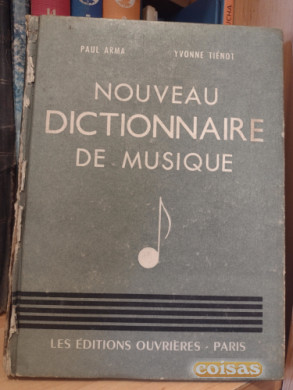 PAUL ARMA YVONNE TIÉNOT
NOUVEAU
DICTIONNAIRE
DE MUSIQUE
LES ÉDITIONS OUVRIÈRES - PARIS
coisas